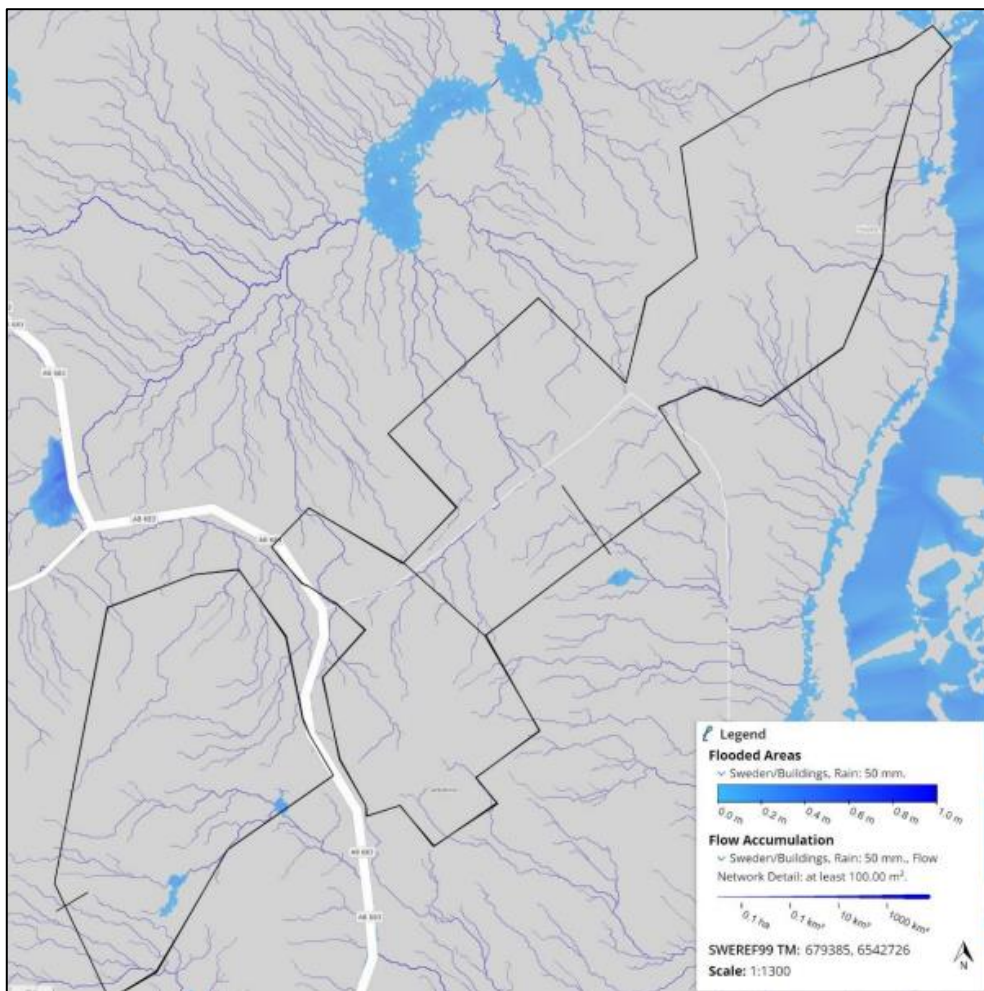 AB 683
AB 683
Legend
Flooded Areas
Sweden/Buildings, Rain: 50 mm.
0.0 m 0.2 m 0.4 m 0.6 m 0.8 m 1.0 m
Flow Accumulation
Sweden/Buildings, Rain: 50 mm., Flow
Network Detail: at least 100.00 m².
0.1 ha 0.1 km² 10 km² 1000 km²
SWEREF99 TM: 679385, 6542726
Scale: 1:1300
N
AB 683
AB 683